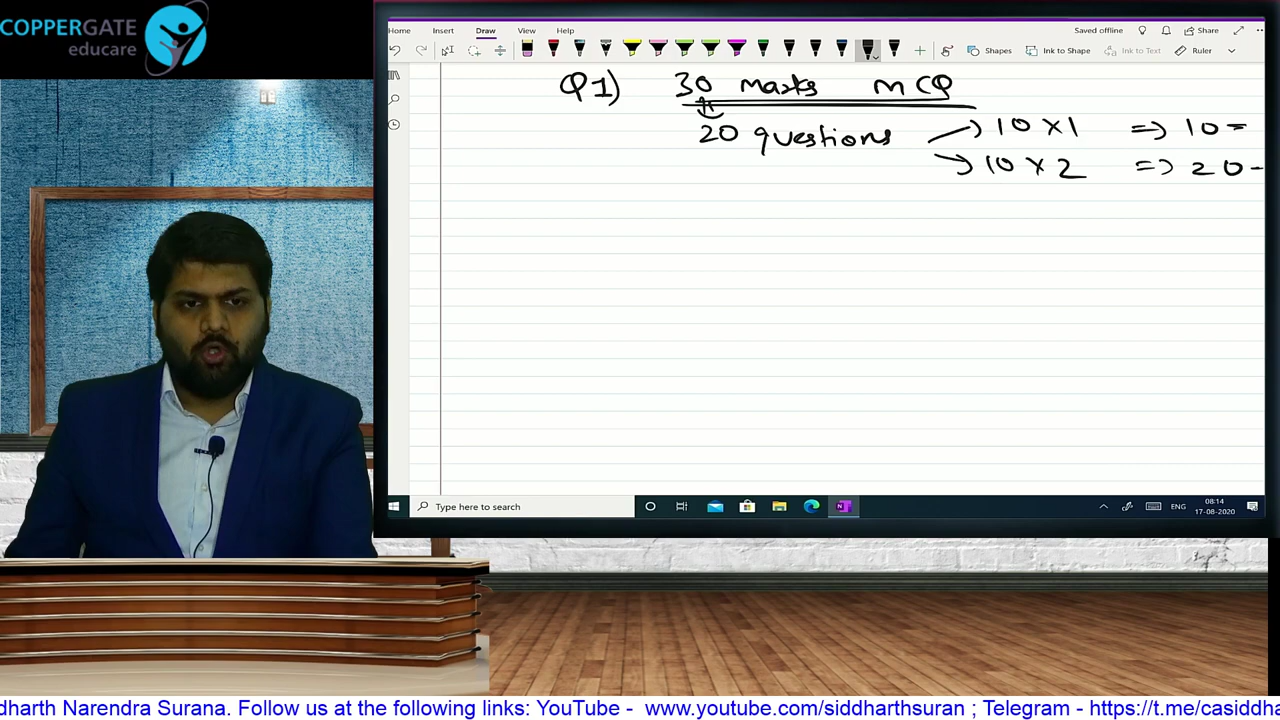 COPPERGATE
educare
Home Insert Draw View Help Saved offline Share
Shapes Ink to Shape Ink to Text Ruler
Q1) 30 marks MCQ
20 questions → 10 x 1 => 10 -
→ 10 x 2 => 20 -
Type here to search
ENG 08:14
17-08-2020
dharth Narendra Surana. Follow us at the following links: YouTube - www.youtube.com/siddharthsuran ; Telegram - https://t.me/casiddha